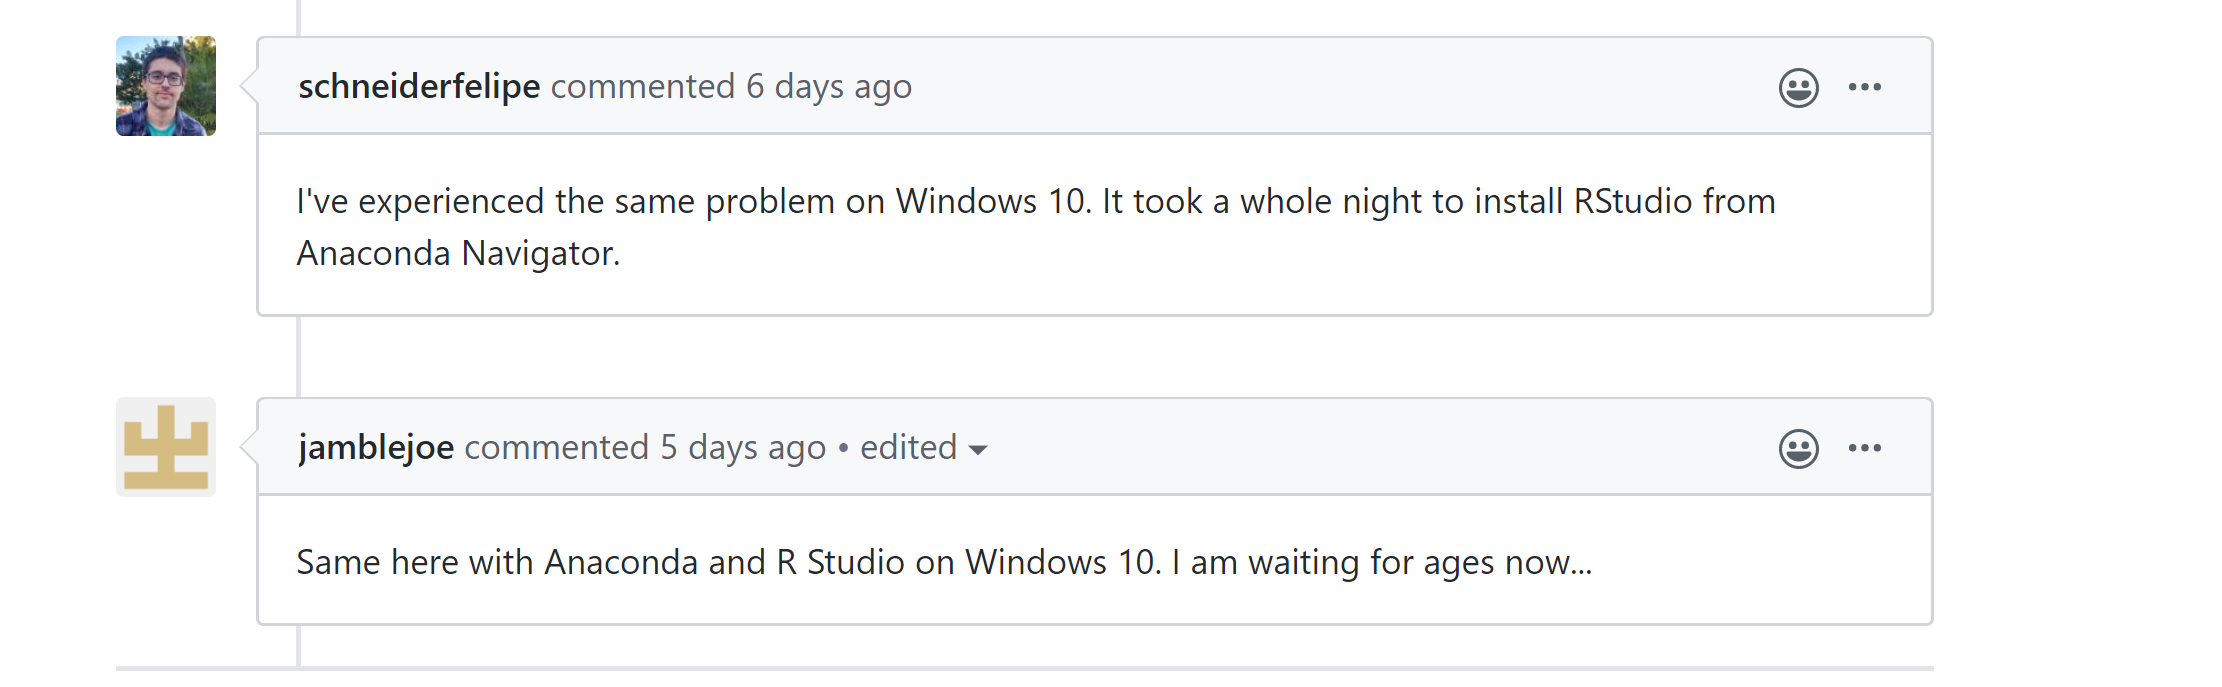 schneiderfelipe commented 6 days ago
I've experienced the same problem on Windows 10. It took a whole night to install RStudio from
Anaconda Navigator.
jamblejoe commented 5 days ago • edited
Same here with Anaconda and R Studio on Windows 10. I am waiting for ages now...